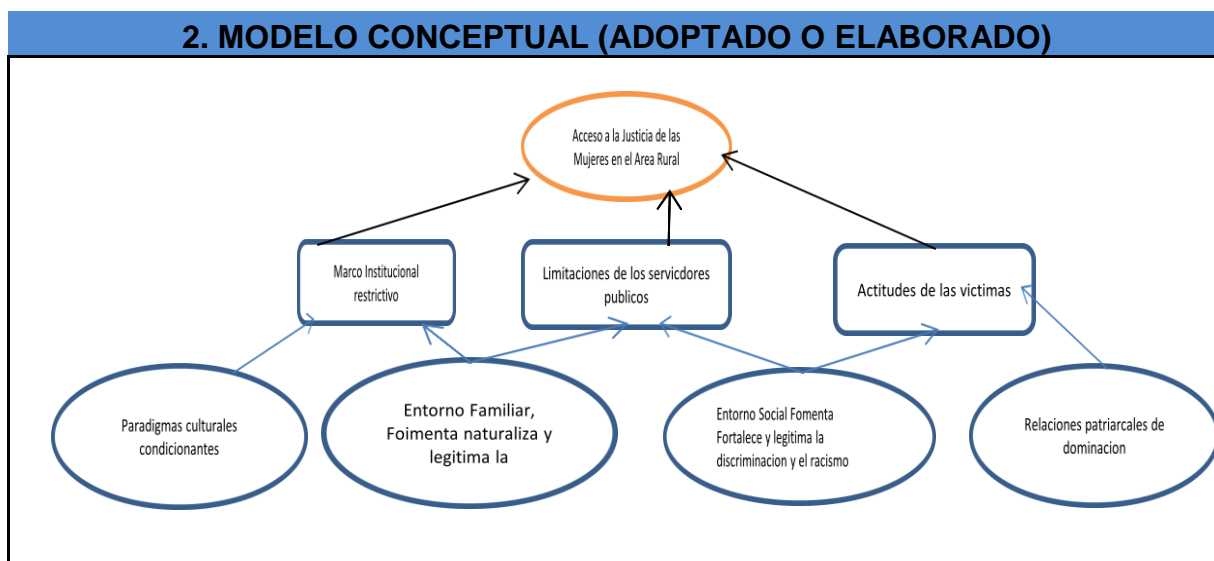 2. MODELO CONCEPTUAL (ADOPTADO O ELABORADO)
Acceso a la Justicia de las
Mujeres en el Area Rural
Marco Institucional
restrictivo
Limitaciones de los servicdores
publicos
Actitudes de las victimas
Paradigmas culturales
condicionantes
Entorno Familiar,
Foimenta naturaliza y
legitima la
Entorno Social Fomenta
Fortalece y legitima la
discriminacion y el racismo
Relaciones patriarcales de
dominacion